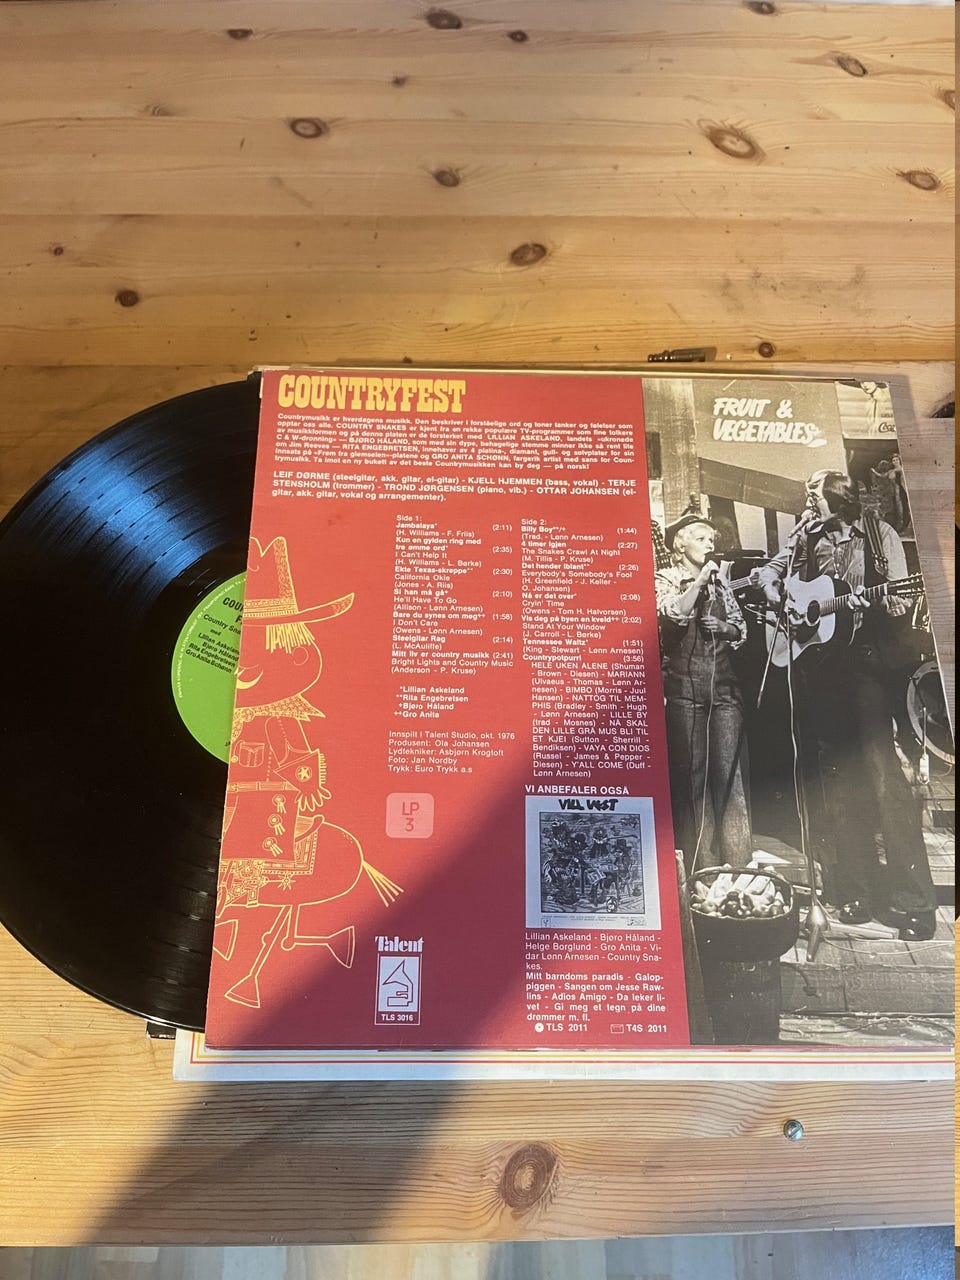 COUNTRYFEST
Countrymusikk er hverdagens musikk. Den beskriver i forståelige ord og toner tanker og følelser som
opptar oss alle. COUNTRY SNAKES er kjent fra en rekke populære TV-programmer som fine tolkere
av musikkformen og på denne platen er de forsterket med LILLIAN ASKELAND, landets «ukronede
C & W-dronning» — BJØRO HÅLAND, som med sin dype, behagelige stemme minner ikke så rent lite
om Jim Reeves — RITA ENGEBRETSEN, innehaver av 4 platina-, diamant, gull- og sølvplater for sin
innsats på «Frem fra glemselen»-platene og GRO ANITA SCHØNN, fargerik artist med sans for Coun-
trymusikk. Ta imot en ny bukett av det beste Countrymusikken kan by deg — på norsk!
LEIF DØRME (steelgitar, akk. gitar, el-gitar) - KJELL HJEMMEN (bass, vokal) - TERJE
STENSHOLM (trommer) - TROND JØRGENSEN (piano, vib.) - OTTAR JOHANSEN (el-
gitar, akk. gitar, vokal og arrangementer).
Side 1:
Jambalaya* (2:11)
(H. Williams - F. Friis)
Kun en gylden ring med
tre ømme ord* (2:35)
I Can't Help It
(H. Williams - L. Børke)
Ekte Texas-skreppe** (2:30)
California Okie
(Jones - A. Riis)
Si han må gå+ (2:10)
He'll Have To Go
(Allison - Lønn Arnesen)
Bare du synes om meg++ (1:58)
I Don't Care
(Owens - Lønn Arnesen)
Steelgitar Rag (2:14)
(L. McAuliffe)
Mitt liv er country musikk (2:41)
Bright Lights and Country Music
(Anderson - P. Kruse)
*Lillian Askeland
**Rita Engebretsen
+Bjøro Håland
++Gro Anita
Innspilt i Talent Studio, okt. 1976
Produsent: Ola Johansen
Lydtekniker: Asbjørn Krogtoft
Foto: Jan Nordby
Trykk: Euro Trykk a.s
LP
3
Talent
TLS 3016
Side 2:
Billy Boy**/+ (1:44)
(Trad. - Lønn Arnesen)
4 timer igjen (2:27)
The Snakes Crawl At Night
(M. Tillis - P. Kruse)
Det hender iblant** (2:26)
Everybody's Somebody's Fool
(H. Greenfield - J. Keller -
O. Johansen)
Nå er det over* (2:08)
Cryin' Time
(Owens - Tom H. Halvorsen)
Vis deg på byen en kveld++ (2:02)
Stand At Your Window
(J. Carroll - L. Børke)
Tennessee Waltz* (1:51)
(King - Stewart - Lønn Arnesen)
Countrypotpurri (3:56)
HELE UKEN ALENE (Shuman
- Brown - Diesen) - MARIANN
(Ulvaeus - Thomas - Lønn Ar-
nesen) - BIMBO (Morris - Juul
Hansen) - NATTOG TIL MEM-
PHIS (Bradley - Smith - Hugh
- Lønn Arnesen) - LILLE BY
(trad - Mosnes) - NÅ SKAL
DEN LILLE GRÅ MUS BLI TIL
ET KJEI (Sutton - Sherrill -
Bendiksen) - VAYA CON DIOS
(Russel - James & Pepper -
Diesen) - Y'ALL COME (Duff -
Lønn Arnesen)
VI ANBEFALER OGSÅ
VILL VEST
Lillian Askeland - Bjøro Håland -
Helge Borglund - Gro Anita - Vi-
dar Lønn Arnesen - Country Sna-
kes.
Mitt barndoms paradis - Galop-
piggen - Sangen om Jesse Raw-
lins - Adios Amigo - Da leker li-
vet - Gi meg et tegn på dine
drømmer m. fl.
TLS 2011 T4S 2011
FRUIT &
VEGETABLES
Country Sna
med
Lillian Askeland
Bjøro Håland
Rita Engebretsen
Gro Anita Schønn